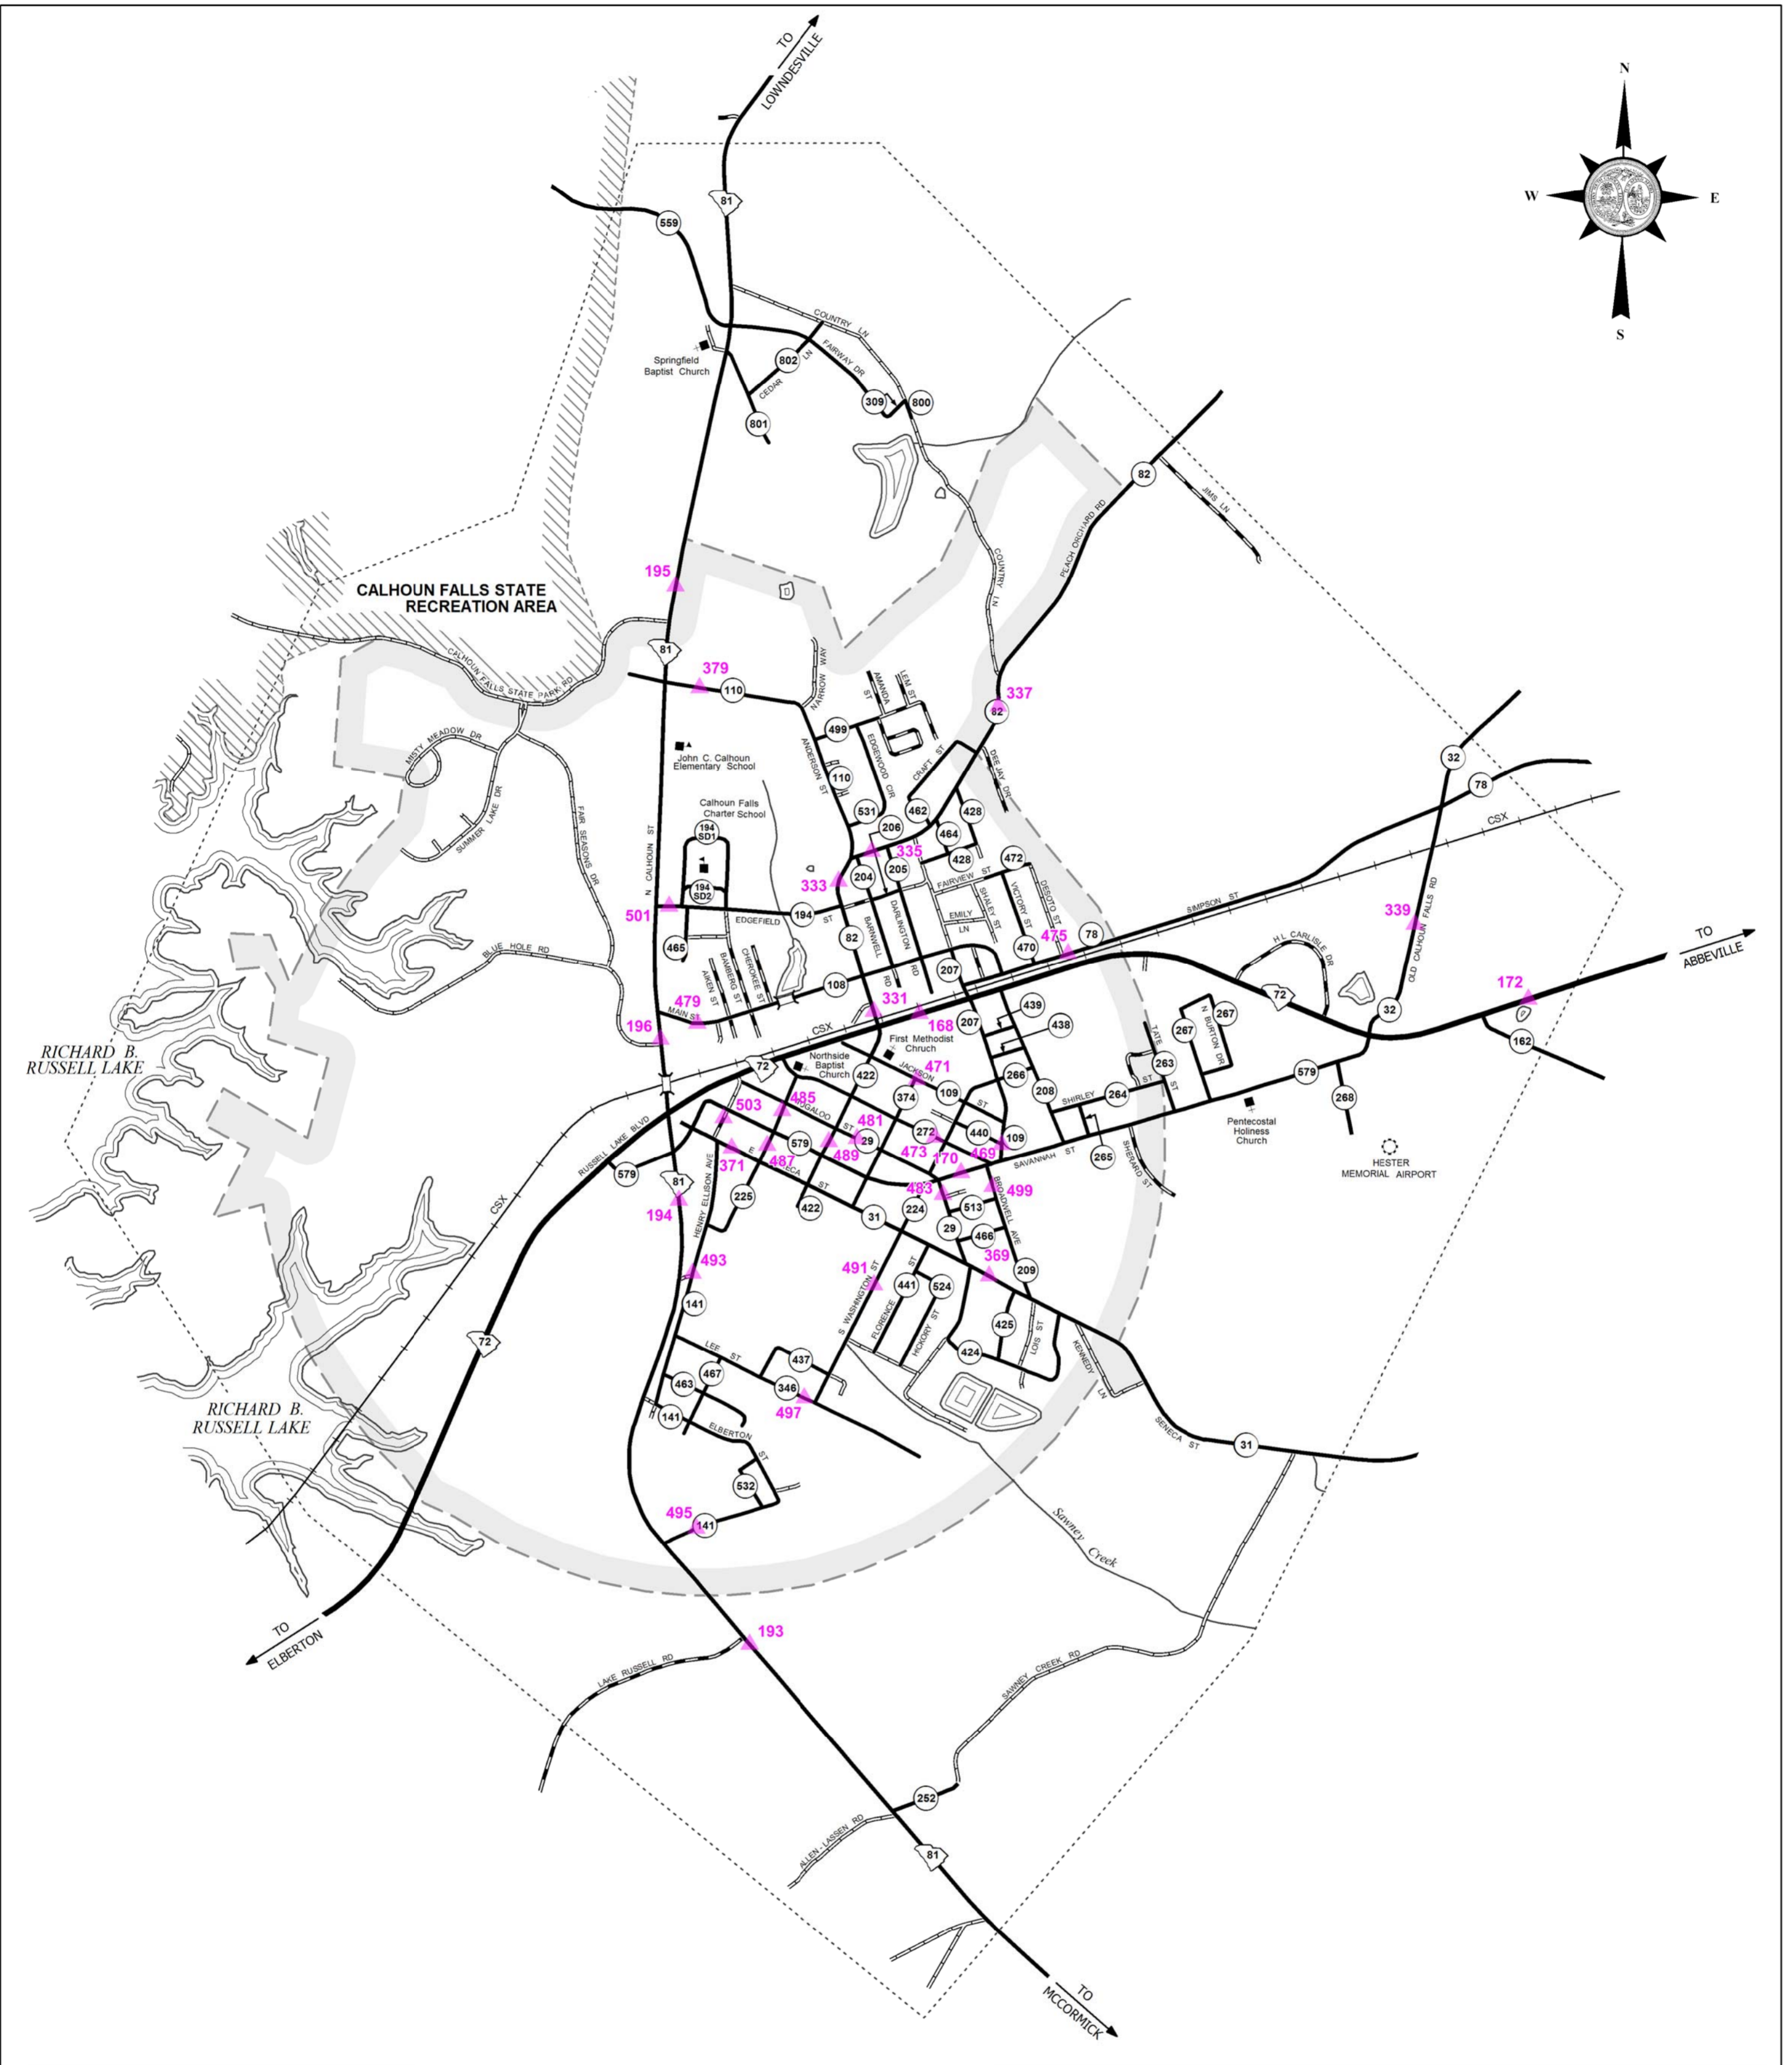 TO
LOWNDESVILLE
N
W
E
S
81
559
COUNTRY LN
Springfield
Baptist Church
802
CEDAR LN
FAIRWAY DR
309
800
801
82
JIMS LN
PEACH ORCHARD RD
COUNTRY LN
195
CALHOUN FALLS STATE
RECREATION AREA
CALHOUN FALLS STATE PARK RD
81
379
110
NARROW WAY
AMANDA ST
LEM ST
337
82
499
MISTY MEADOW DR
SUMMER LAKE DR
FAIR SEASONS DR
John C. Calhoun
Elementary School
ANDERSON ST
EDGEWOOD CIR
CRAFT ST
DEE JAY DR
32
78
CSX
110
Calhoun Falls
Charter School
N CALHOUN ST
194
SD1
531
462
428
206
464
335
205
428
472
204
333
194
SD2
FAIRVIEW ST
VICTORY ST
DESOTO ST
SHALEY ST
501
EDGEFIELD ST
194
BARNWELL RD
DARLINGTON RD
EMILY
LN
SIMPSON ST
339
OLD CALHOUN FALLS RD
TO
ABBEVILLE
82
465
470
475
78
BLUE HOLE RD
AIKEN ST
BAMBERG ST
CHEROKEE ST
H L CARLISLE DR
207
108
72
172
479
MAIN ST
331
168
439
32
196
CSX
207
438
267
267
N BURTON DR
162
RICHARD B.
RUSSELL LAKE
First Methodist
Chruch
Northside
Baptist
Church
72
422
JACKSON ST
471
109
266
TATE ST
263
579
208
SHIRLEY ST
264
268
374
503
485
481
RUSSELL LAKE BLVD
579
29
272
440
109
Pentecostal
Holiness
Church
HESTER
MEMORIAL AIRPORT
371
487
489
473
170
469
SAVANNAH ST
265
SHERARD ST
579
81
E SENECA ST
225
422
194
483
499
CSX
HENRY ELLISON AVE
31
224
513
29
466
BROADWELL AVE
493
491
369
209
141
S WASHINGTON ST
441
524
FLORENCE ST
HICKORY ST
425
LOIS ST
424
KENNEDY LN
72
LEE ST
467
437
463
346
497
RICHARD B.
RUSSELL LAKE
141
ELBERTON ST
SENECA ST
31
532
495
141
Sawney
Creek
TO
ELBERTON
193
LAKE RUSSELL RD
SAWNEY CREEK RD
252
ALLEN-LASSEN RD
81
TO
MCCORMICK